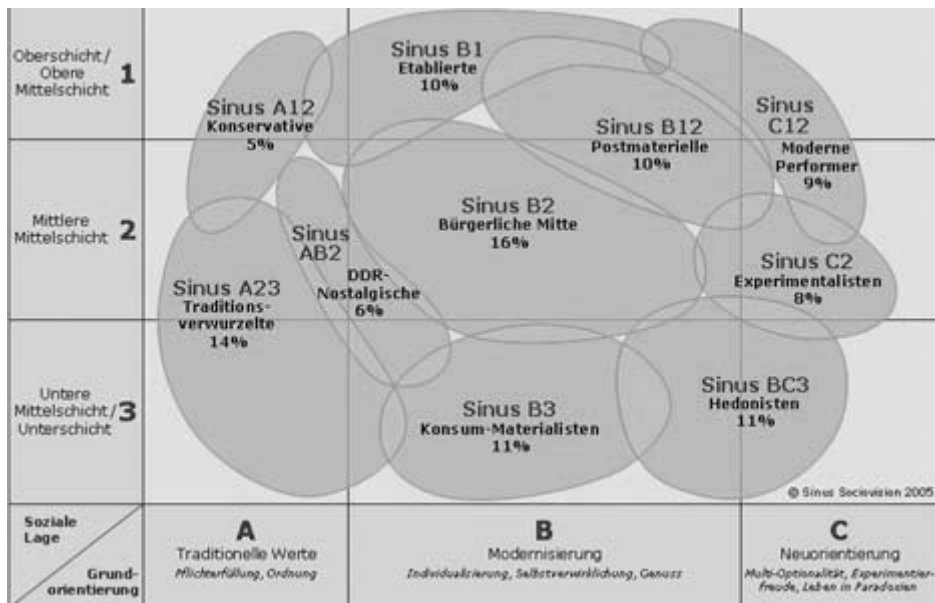 Oberschicht/
Obere
Mittelschicht
1
Sinus B1
Etablierte
10%
Sinus A12
Konservative
5%
Sinus B12
Postmaterielle
10%
Sinus
C12
Moderne
Performer
9%
Mittlere
Mittelschicht
2
Sinus
AB2
DDR-
Nostalgische
6%
Sinus B2
Bürgerliche Mitte
16%
Sinus C2
Experimentalisten
8%
Sinus A23
Traditions-
verwurzelte
14%
Untere
Mittelschicht/
Unterschicht
3
Sinus B3
Konsum-Materialisten
11%
Sinus BC3
Hedonisten
11%
© Sinus Sociovision 2005
Soziale
Lage
Grund-
orientierung
A
Traditionelle Werte
Pflichterfüllung, Ordnung
B
Modernisierung
Individualisierung, Selbstverwirklichung, Genuss
C
Neuorientierung
Multi-Optionalität, Experimentier-
freude, Leben in Paradoxien